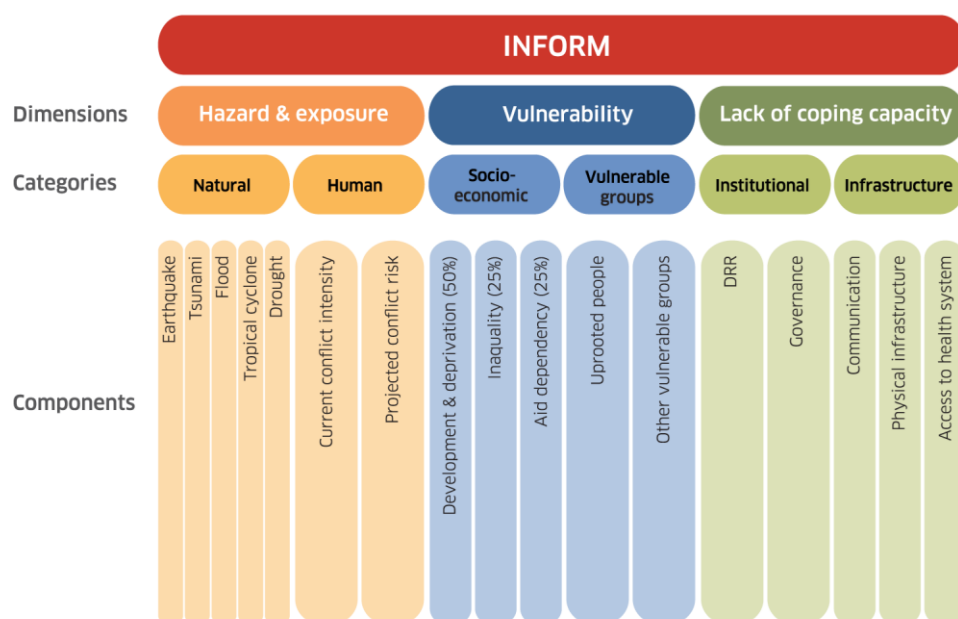 INFORM
Dimensions
Hazard & exposure
Vulnerability
Lack of coping capacity
Categories
Natural
Human
Socio-
economic
Vulnerable
groups
Institutional
Infrastructure
Components
Earthquake
Tsunami
Flood
Tropical cyclone
Drought
Current conflict intensity
Projected conflict risk
Development & deprivation (50%)
Inaquality (25%)
Aid dependency (25%)
Uprooted people
Other vulnerable groups
DRR
Governance
Communication
Physical infrastructure
Access to health system